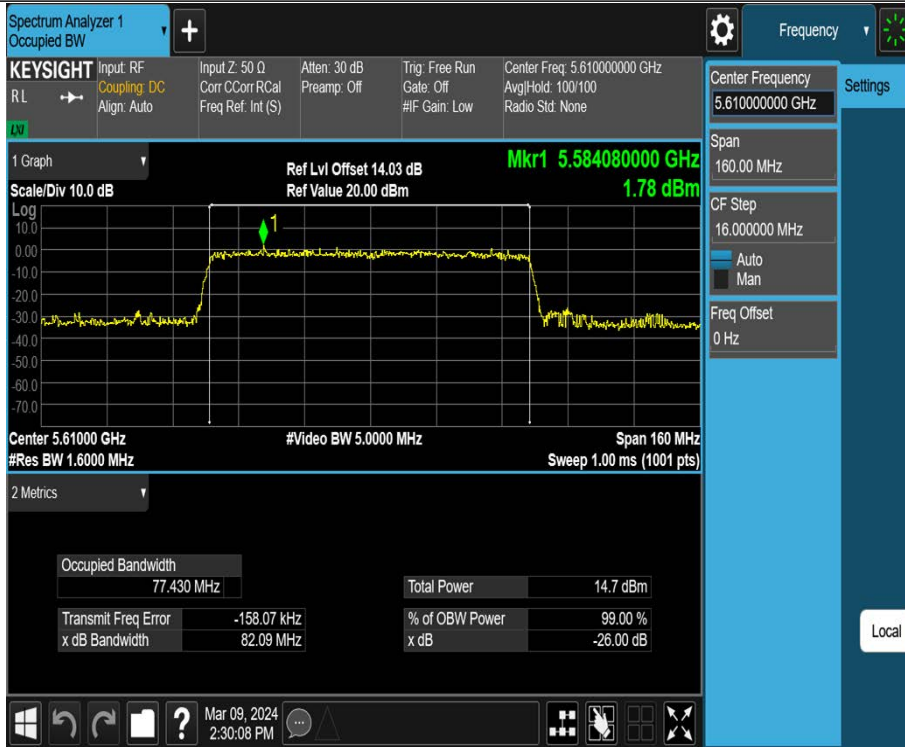 Spectrum Analyzer 1
Occupied BW
Frequency
KEYSIGHT
R L
LXI
Input: RF
Coupling: DC
Align: Auto
Input Z: 50 Ω
Corr CCorr RCal
Freq Ref: Int (S)
Atten: 30 dB
Preamp: Off
Trig: Free Run
Gate: Off
#IF Gain: Low
Center Freq: 5.610000000 GHz
Avg|Hold: 100/100
Radio Std: None
Center Frequency
5.610000000 GHz
Settings
Span
160.00 MHz
CF Step
16.000000 MHz
Auto
Man
Freq Offset
0 Hz
Local
1 Graph
Scale/Div 10.0 dB
Ref Lvl Offset 14.03 dB
Ref Value 20.00 dBm
Mkr1 5.584080000 GHz
1.78 dBm
Log
10.0
0.00
-10.0
-20.0
-30.0
-40.0
-50.0
-60.0
-70.0
1
Center 5.61000 GHz
#Video BW 5.0000 MHz
Span 160 MHz
#Res BW 1.6000 MHz
Sweep 1.00 ms (1001 pts)
2 Metrics
Occupied Bandwidth
77.430 MHz
Total Power 14.7 dBm
Transmit Freq Error -158.07 kHz
% of OBW Power 99.00 %
x dB Bandwidth 82.09 MHz
x dB -26.00 dB
?
Mar 09, 2024
2:30:08 PM